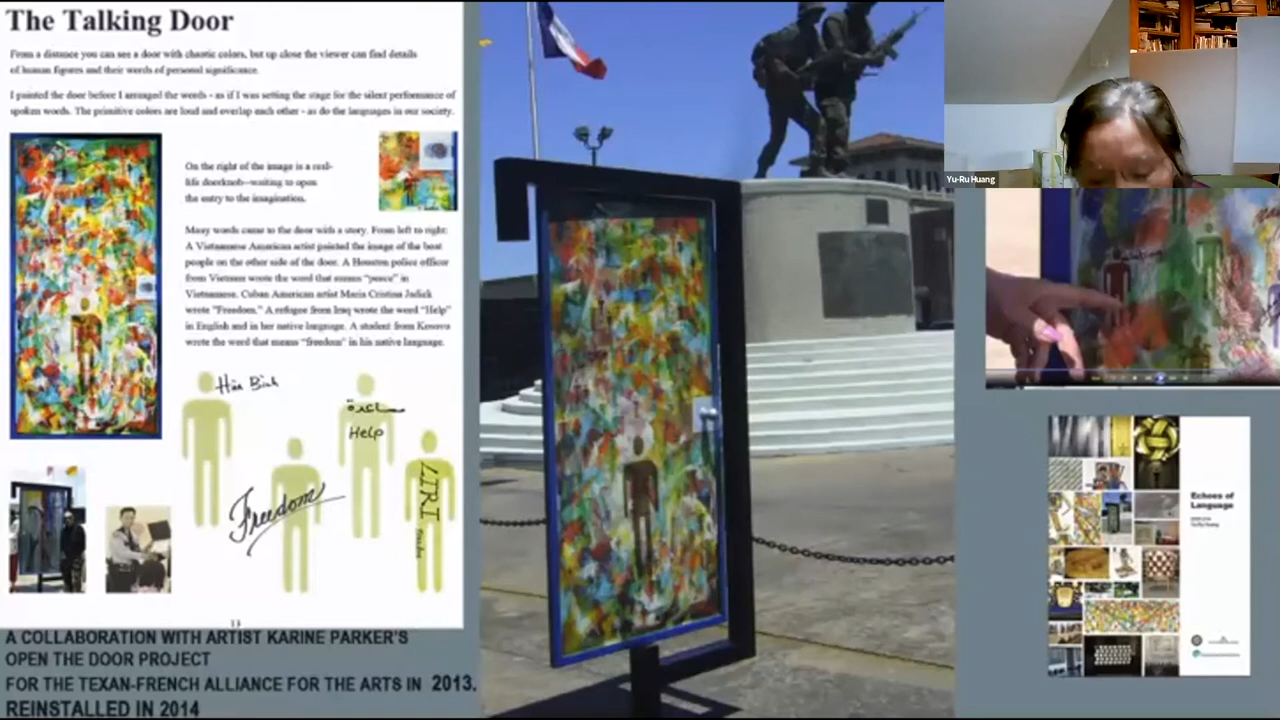 The Talking Door
From a distance you can see a door with chaotic colors, but up close the viewer can find details
of human figures and their words of personal significance.
I painted the door before I arranged the words - as if I was setting the stage for the silent performance of
spoken words. The primitive colors are loud and overlap each other - as do the languages in our society.
On the right of the image is a real-
life doorknob—waiting to open
the entry to the imagination.
Many words came to the door with a story. From left to right:
A Vietnamese American artist painted the image of the boat
people on the other side of the door. A Houston police officer
from Vietnam wrote the word that means "peace" in
Vietnamese. Cuban American artist Maria Cristina Jadick
wrote "Freedom." A refugee from Iraq wrote the word "Help"
in English and in her native language. A student from Kosovo
wrote the word that means "freedom" in his native language.
مساعدة
Help
Freedom
LIRI
freedom
13
A COLLABORATION WITH ARTIST KARINE PARKER'S
OPEN THE DOOR PROJECT
FOR THE TEXAN-FRENCH ALLIANCE FOR THE ARTS IN 2013.
REINSTALLED IN 2014
Yu-Ru Huang
Echoes of
Language
Yu-Ru Huang